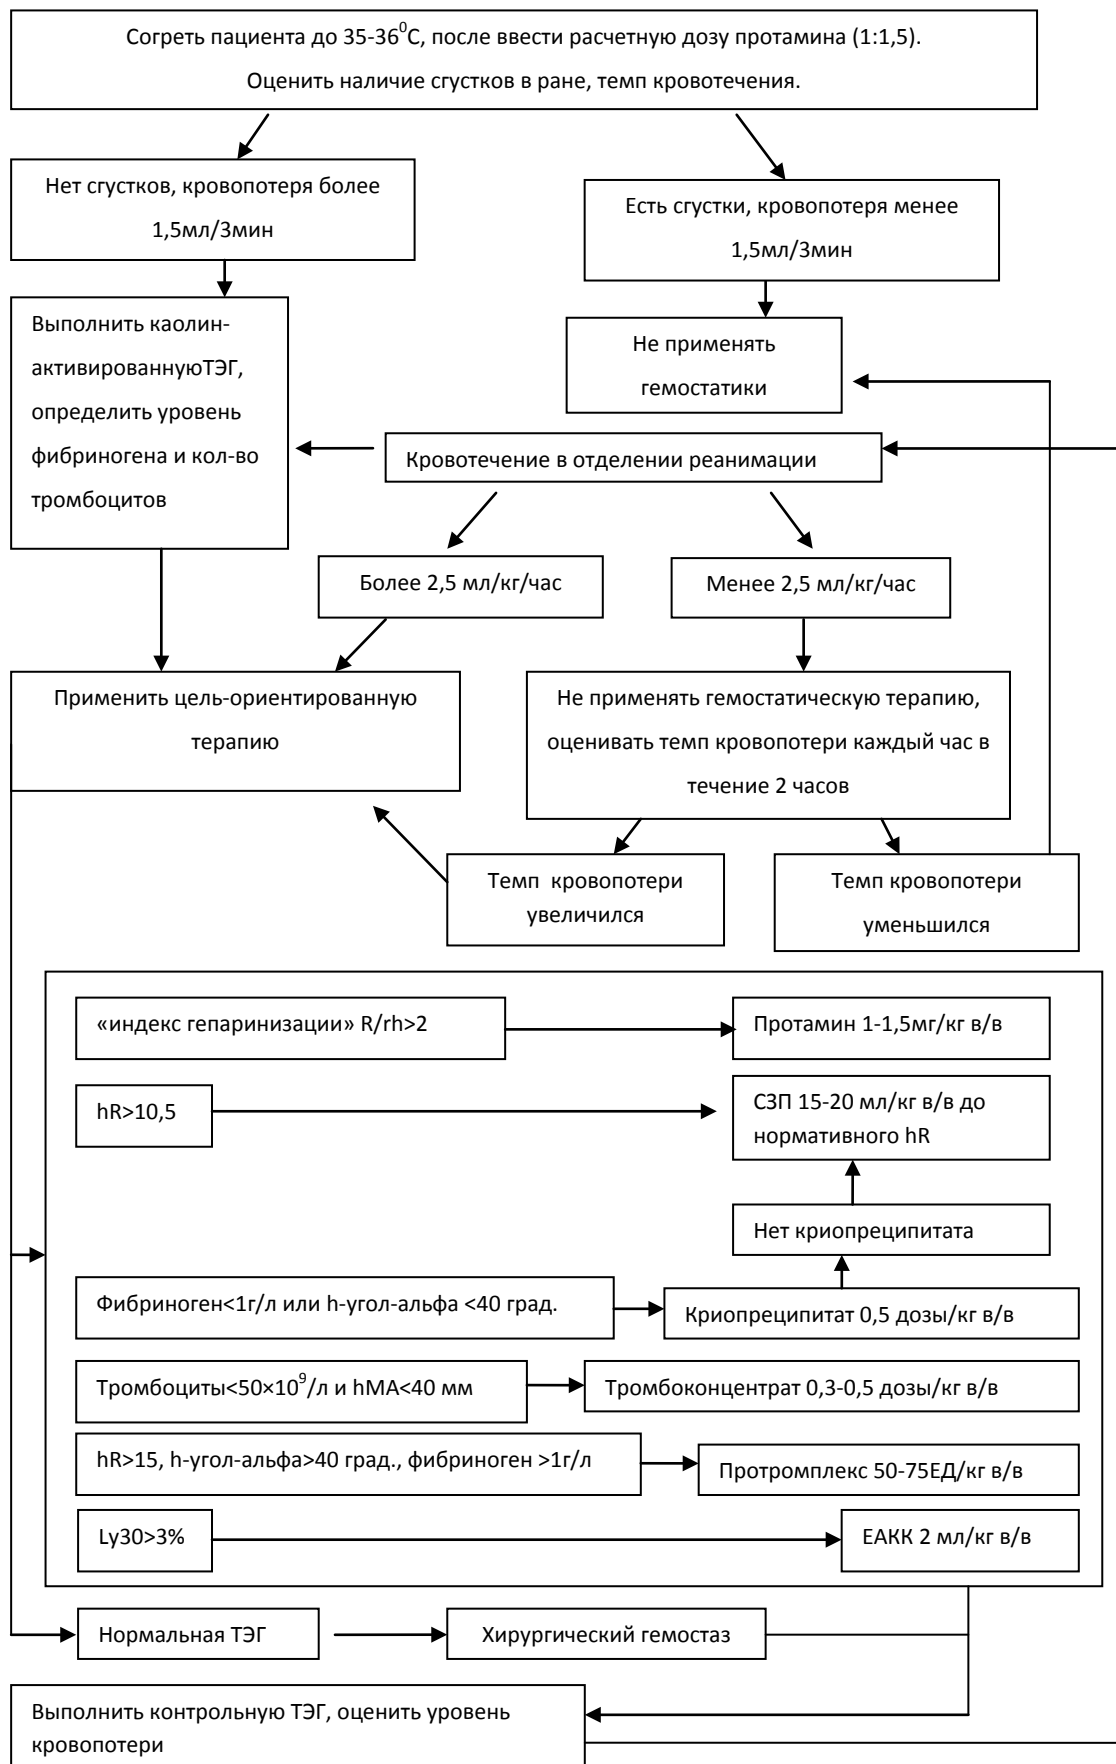 Согреть пациента до 35-36⁰С, после ввести расчетную дозу протамина (1:1,5).
Оценить наличие сгустков в ране, темп кровотечения.
Нет сгустков, кровопотеря более
1,5мл/3мин
Есть сгустки, кровопотеря менее
1,5мл/3мин
Выполнить каолин-
активированнуюТЭГ,
определить уровень
фибриногена и кол-во
тромбоцитов
Не применять
гемостатики
Кровотечение в отделении реанимации
Более 2,5 мл/кг/час
Менее 2,5 мл/кг/час
Применить цель-ориентированную
терапию
Не применять гемостатическую терапию,
оценивать темп кровопотери каждый час в
течение 2 часов
Темп кровопотери
увеличился
Темп кровопотери
уменьшился
«индекс гепаринизации» R/rh>2
Протамин 1-1,5мг/кг в/в
hR>10,5
СЗП 15-20 мл/кг в/в до
нормативного hR
Нет криопреципитата
Фибриноген<1г/л или h-угол-альфа <40 град.
Криопреципитат 0,5 дозы/кг в/в
Тромбоциты<50×10⁹/л и hMA<40 мм
Тромбоконцентрат 0,3-0,5 дозы/кг в/в
hR>15, h-угол-альфа>40 град., фибриноген >1г/л
Протромплекс 50-75ЕД/кг в/в
Ly30>3%
ЕАКК 2 мл/кг в/в
Нормальная ТЭГ
Хирургический гемостаз
Выполнить контрольную ТЭГ, оценить уровень
кровопотери